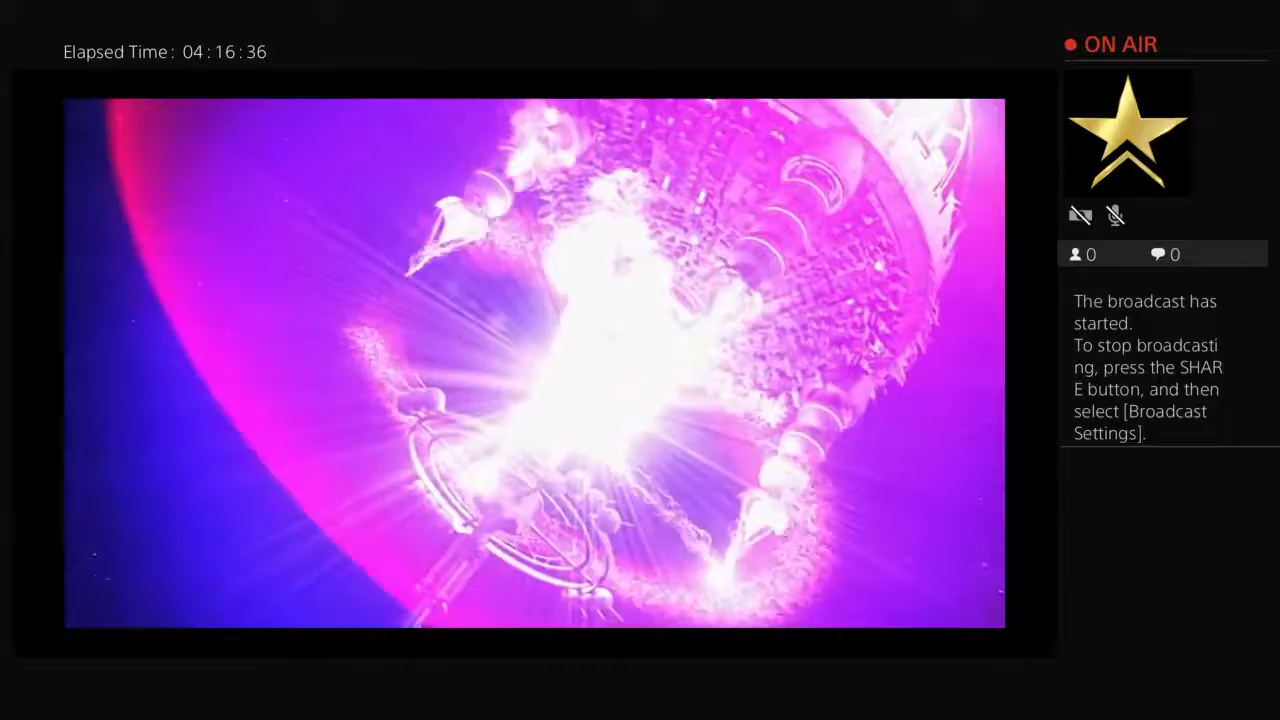 Elapsed Time: 04:16:36
ON AIR
0 0
The broadcast has
started.
To stop broadcasti
ng, press the SHAR
E button, and then
select [Broadcast
Settings].